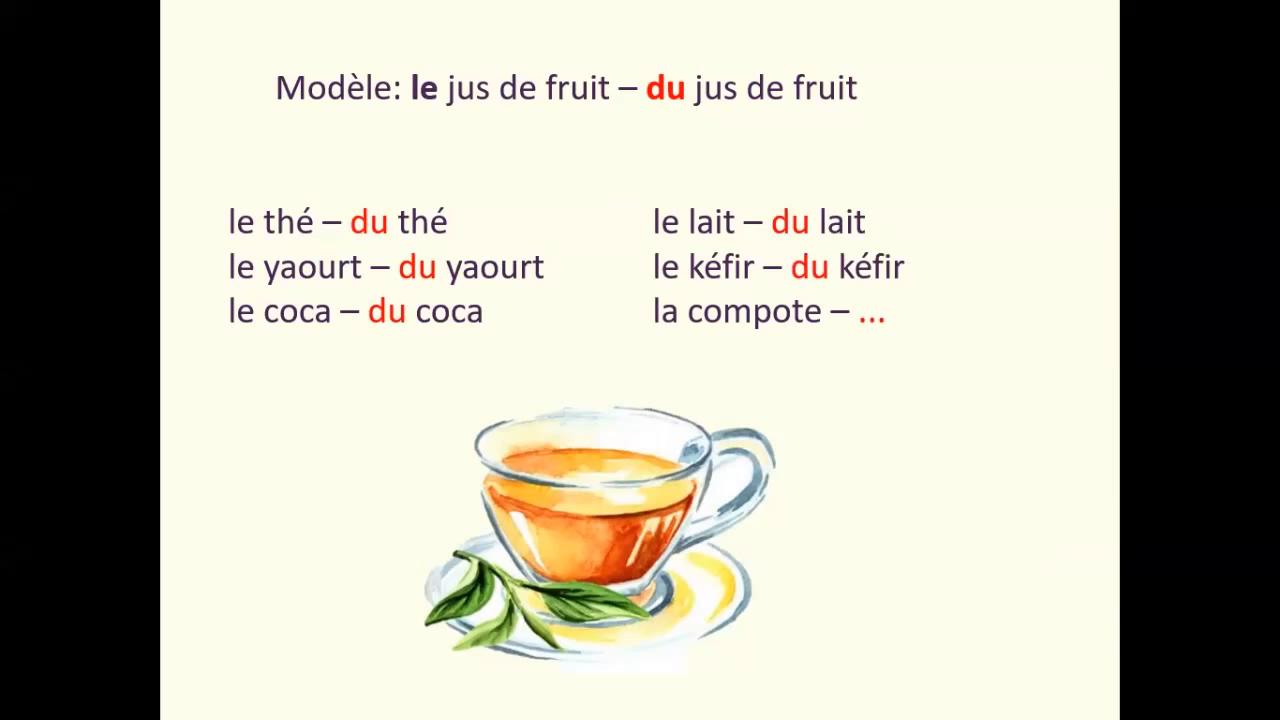 Modèle: le jus de fruit – du jus de fruit
le thé – du thé
le yaourt – du yaourt
le coca – du coca
le lait – du lait
le kéfir – du kéfir
la compote – ...